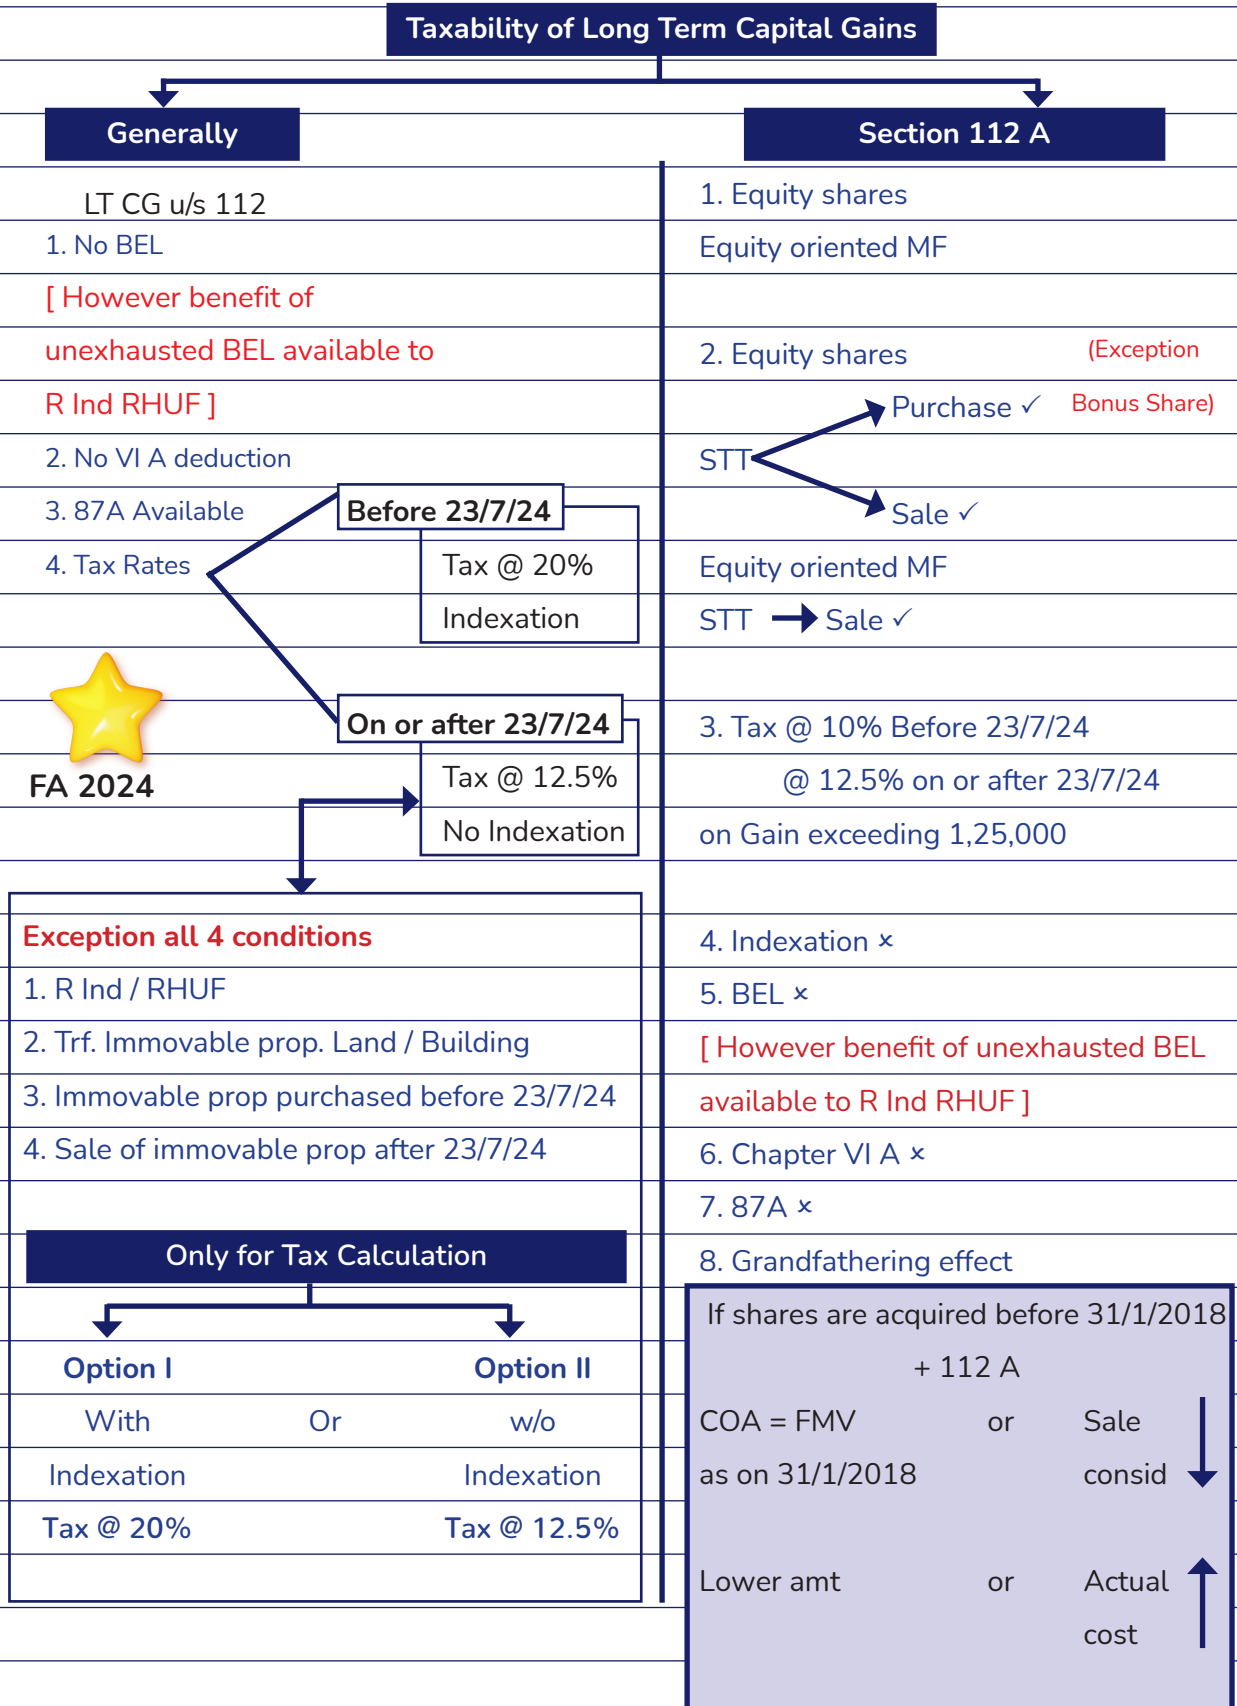 Taxability of Long Term Capital Gains
Generally
LT CG u/s 112
1. No BEL
[ However benefit of
unexhausted BEL available to
R Ind RHUF ]
2. No VI A deduction
3. 87A Available
4. Tax Rates
Before 23/7/24
Tax @ 20%
Indexation
FA 2024
On or after 23/7/24
Tax @ 12.5%
No Indexation
Exception all 4 conditions
1. R Ind / RHUF
2. Trf. Immovable prop. Land / Building
3. Immovable prop purchased before 23/7/24
4. Sale of immovable prop after 23/7/24
Only for Tax Calculation
Option I
With
Indexation
Tax @ 20%
Or
Option II
w/o
Indexation
Tax @ 12.5%
Section 112 A
1. Equity shares
Equity oriented MF
2. Equity shares
(Exception
Bonus Share)
Purchase ✓
STT
Sale ✓
Equity oriented MF
STT → Sale ✓
3. Tax @ 10% Before 23/7/24
@ 12.5% on or after 23/7/24
on Gain exceeding 1,25,000
4. Indexation ×
5. BEL ×
[ However benefit of unexhausted BEL
available to R Ind RHUF ]
6. Chapter VI A ×
7. 87A ×
8. Grandfathering effect
If shares are acquired before 31/1/2018
+ 112 A
COA = FMV or Sale
as on 31/1/2018 consid ↓
Lower amt or Actual ↑
cost